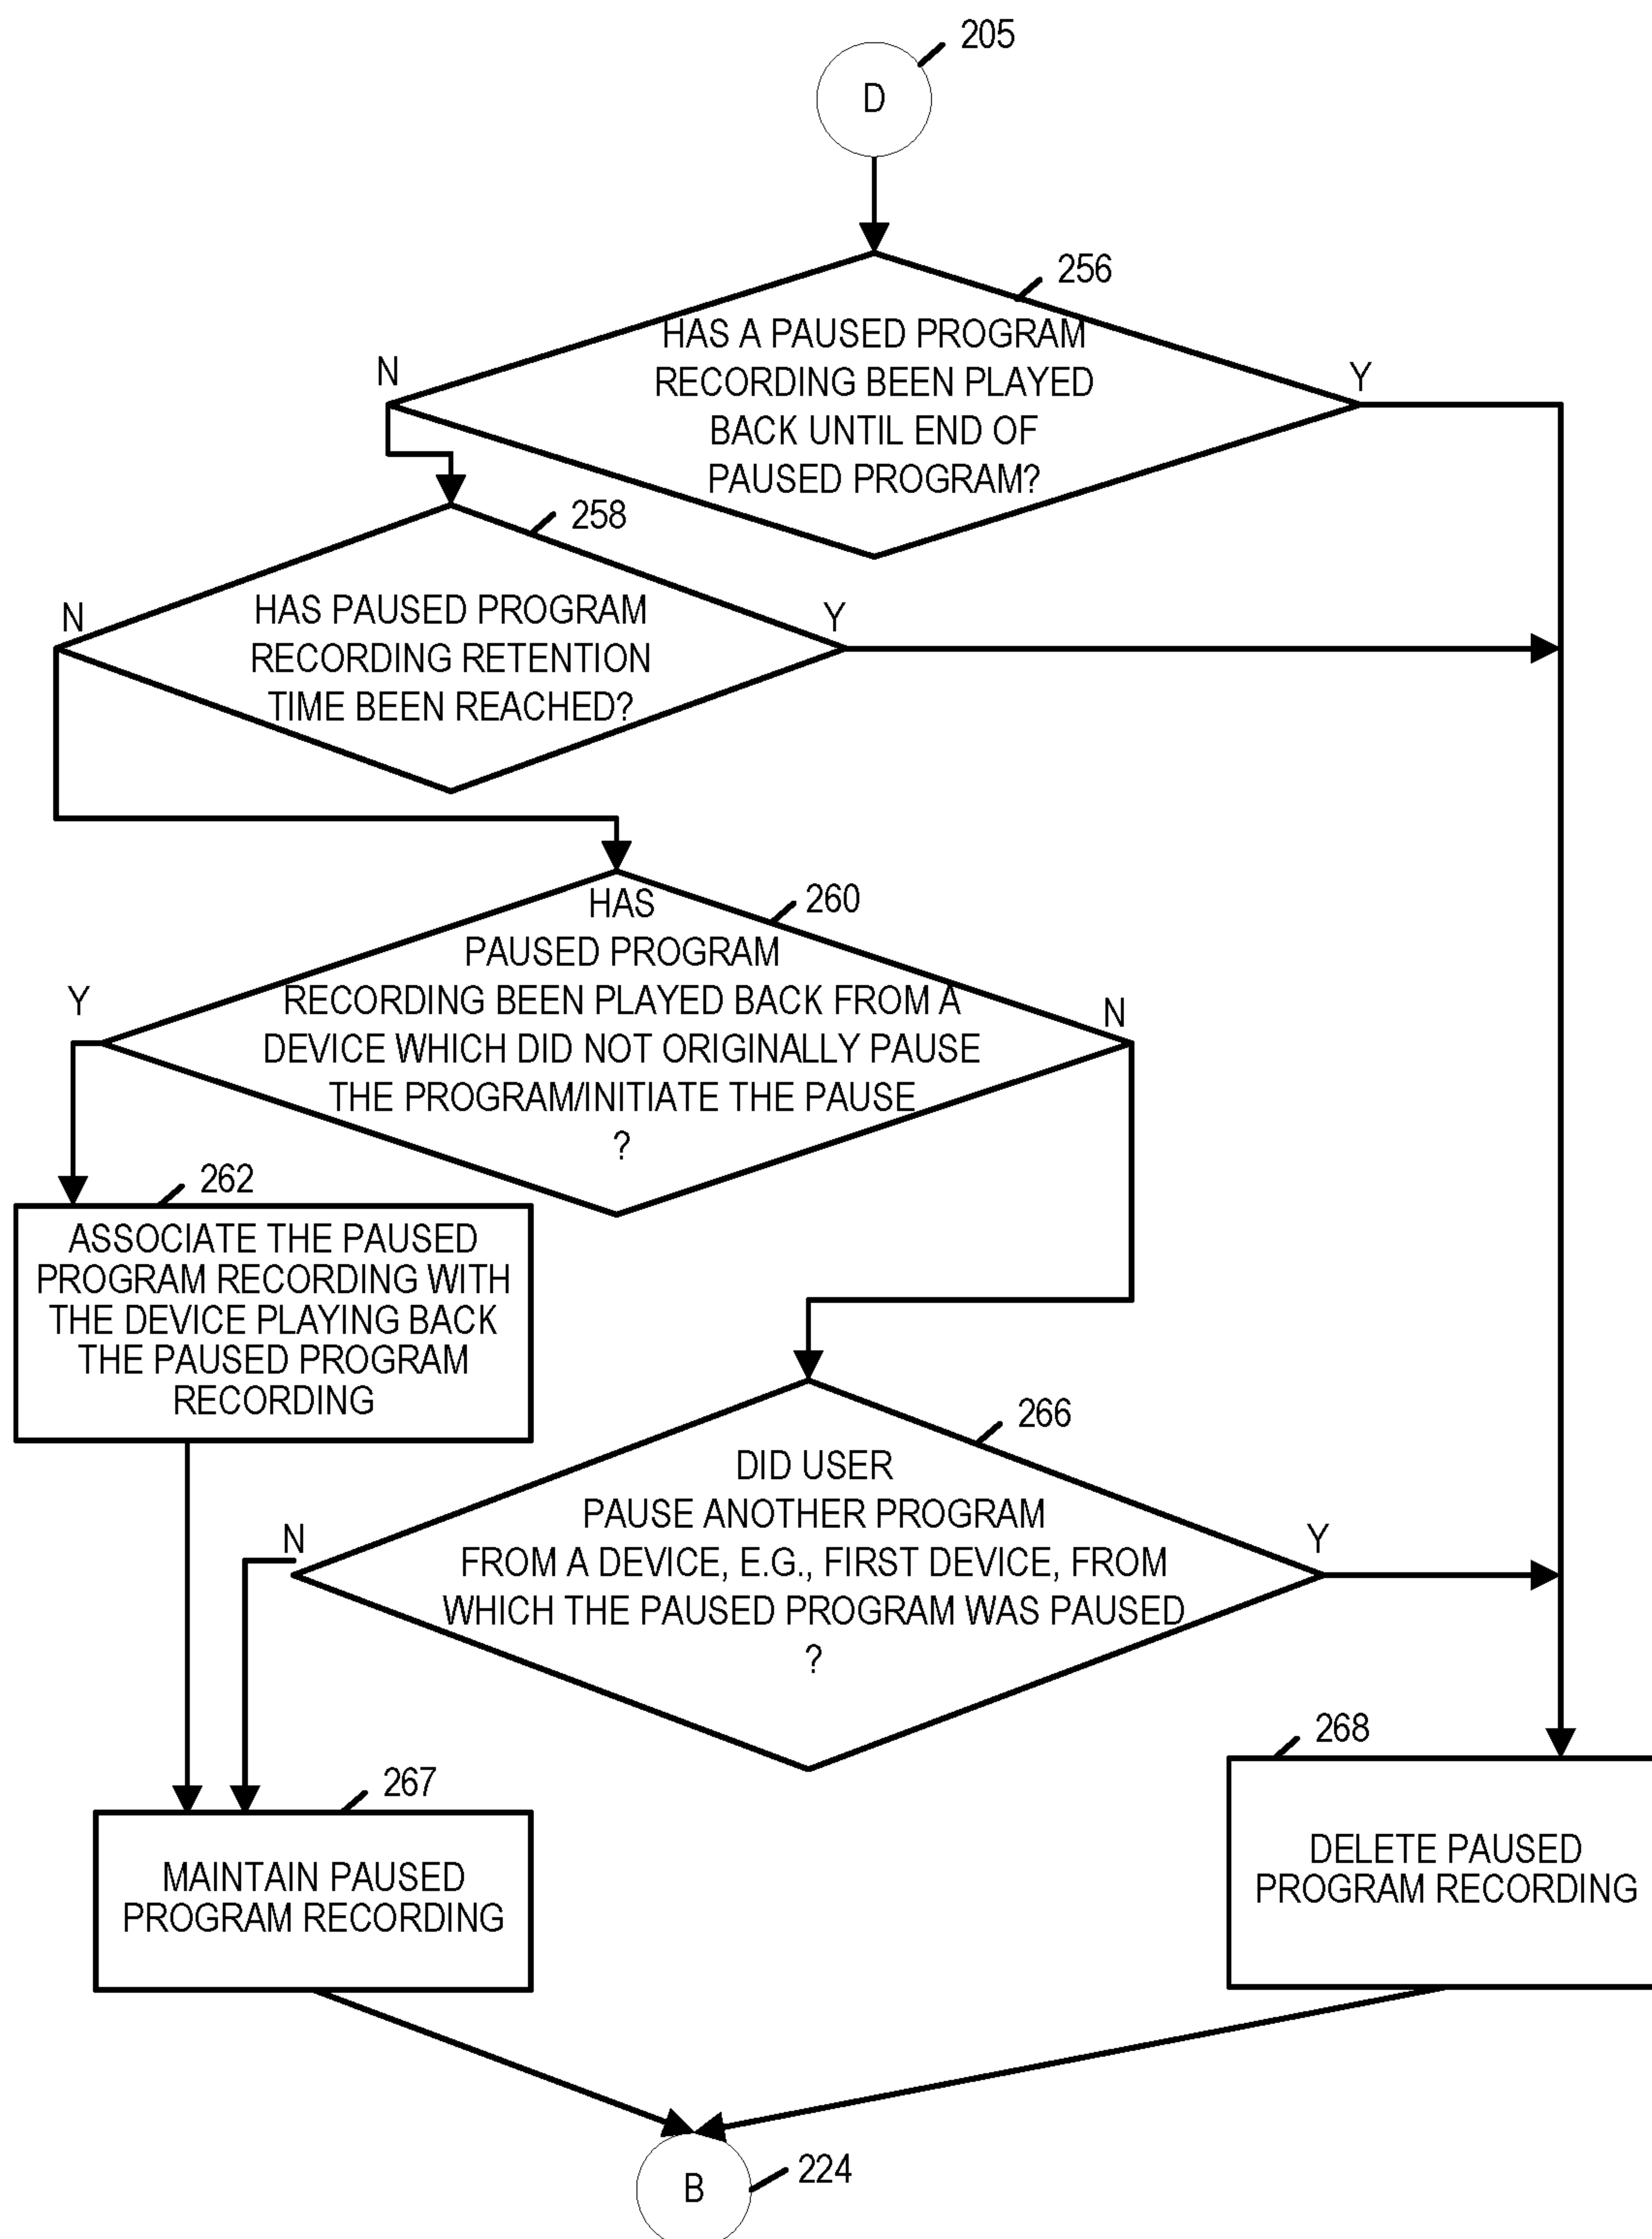 205
D
256
HAS A PAUSED PROGRAM
RECORDING BEEN PLAYED
BACK UNTIL END OF
PAUSED PROGRAM?
N
Y
258
HAS PAUSED PROGRAM
RECORDING RETENTION
TIME BEEN REACHED?
N
Y
260
HAS
PAUSED PROGRAM
RECORDING BEEN PLAYED BACK FROM A
DEVICE WHICH DID NOT ORIGINALLY PAUSE
THE PROGRAM/INITIATE THE PAUSE
?
Y
N
262
ASSOCIATE THE PAUSED
PROGRAM RECORDING WITH
THE DEVICE PLAYING BACK
THE PAUSED PROGRAM
RECORDING
266
DID USER
PAUSE ANOTHER PROGRAM
FROM A DEVICE, E.G., FIRST DEVICE, FROM
WHICH THE PAUSED PROGRAM WAS PAUSED
?
N
Y
267
MAINTAIN PAUSED
PROGRAM RECORDING
268
DELETE PAUSED
PROGRAM RECORDING
B
224